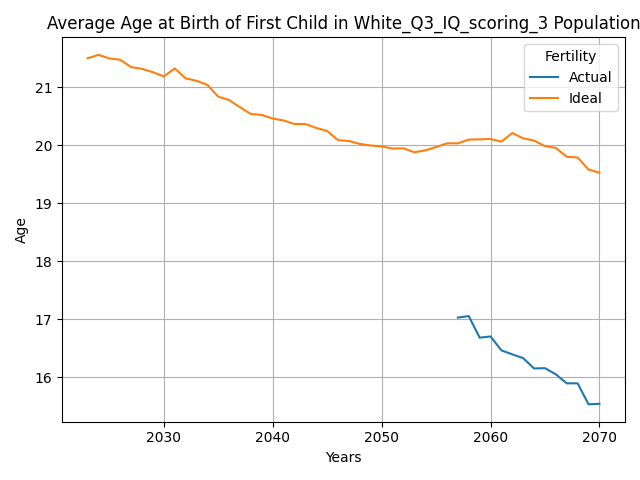 Average Age at Birth of First Child in White_Q3_IQ_scoring_3 Population
Fertility
Actual
Ideal
21
20
19
18
17
16
Age
2030
2040
2050
2060
2070
Years